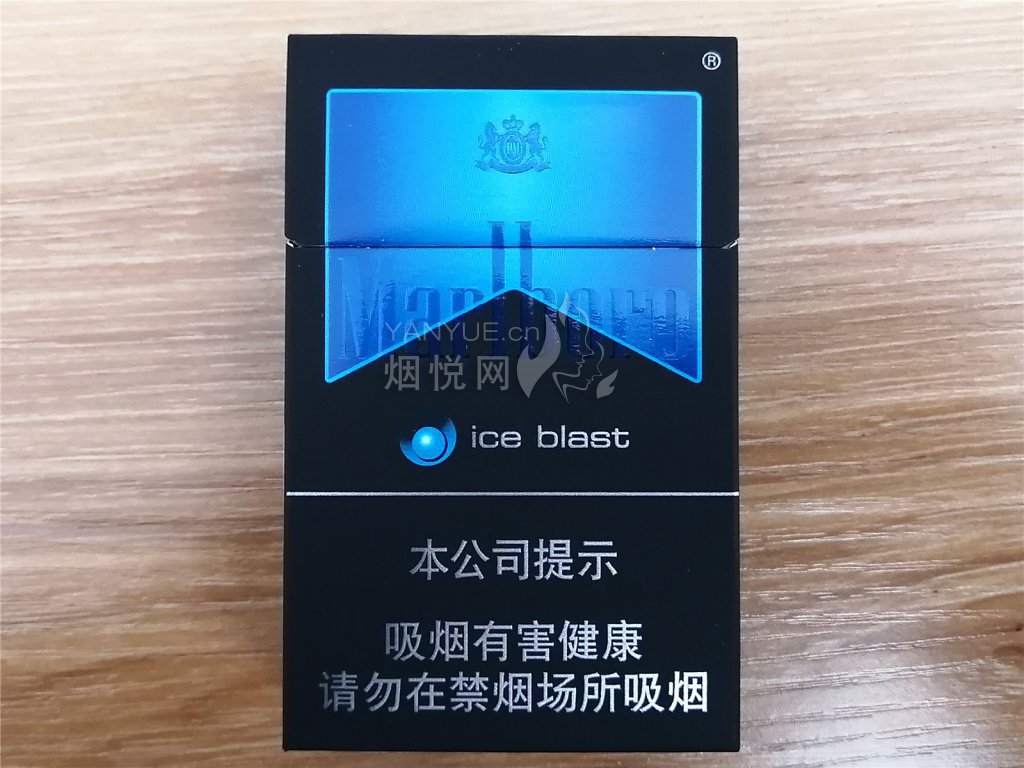 ®
Marlboro
YANYUE.cn
烟悦网
ice blast
本公司提示
吸烟有害健康
请勿在禁烟场所吸烟